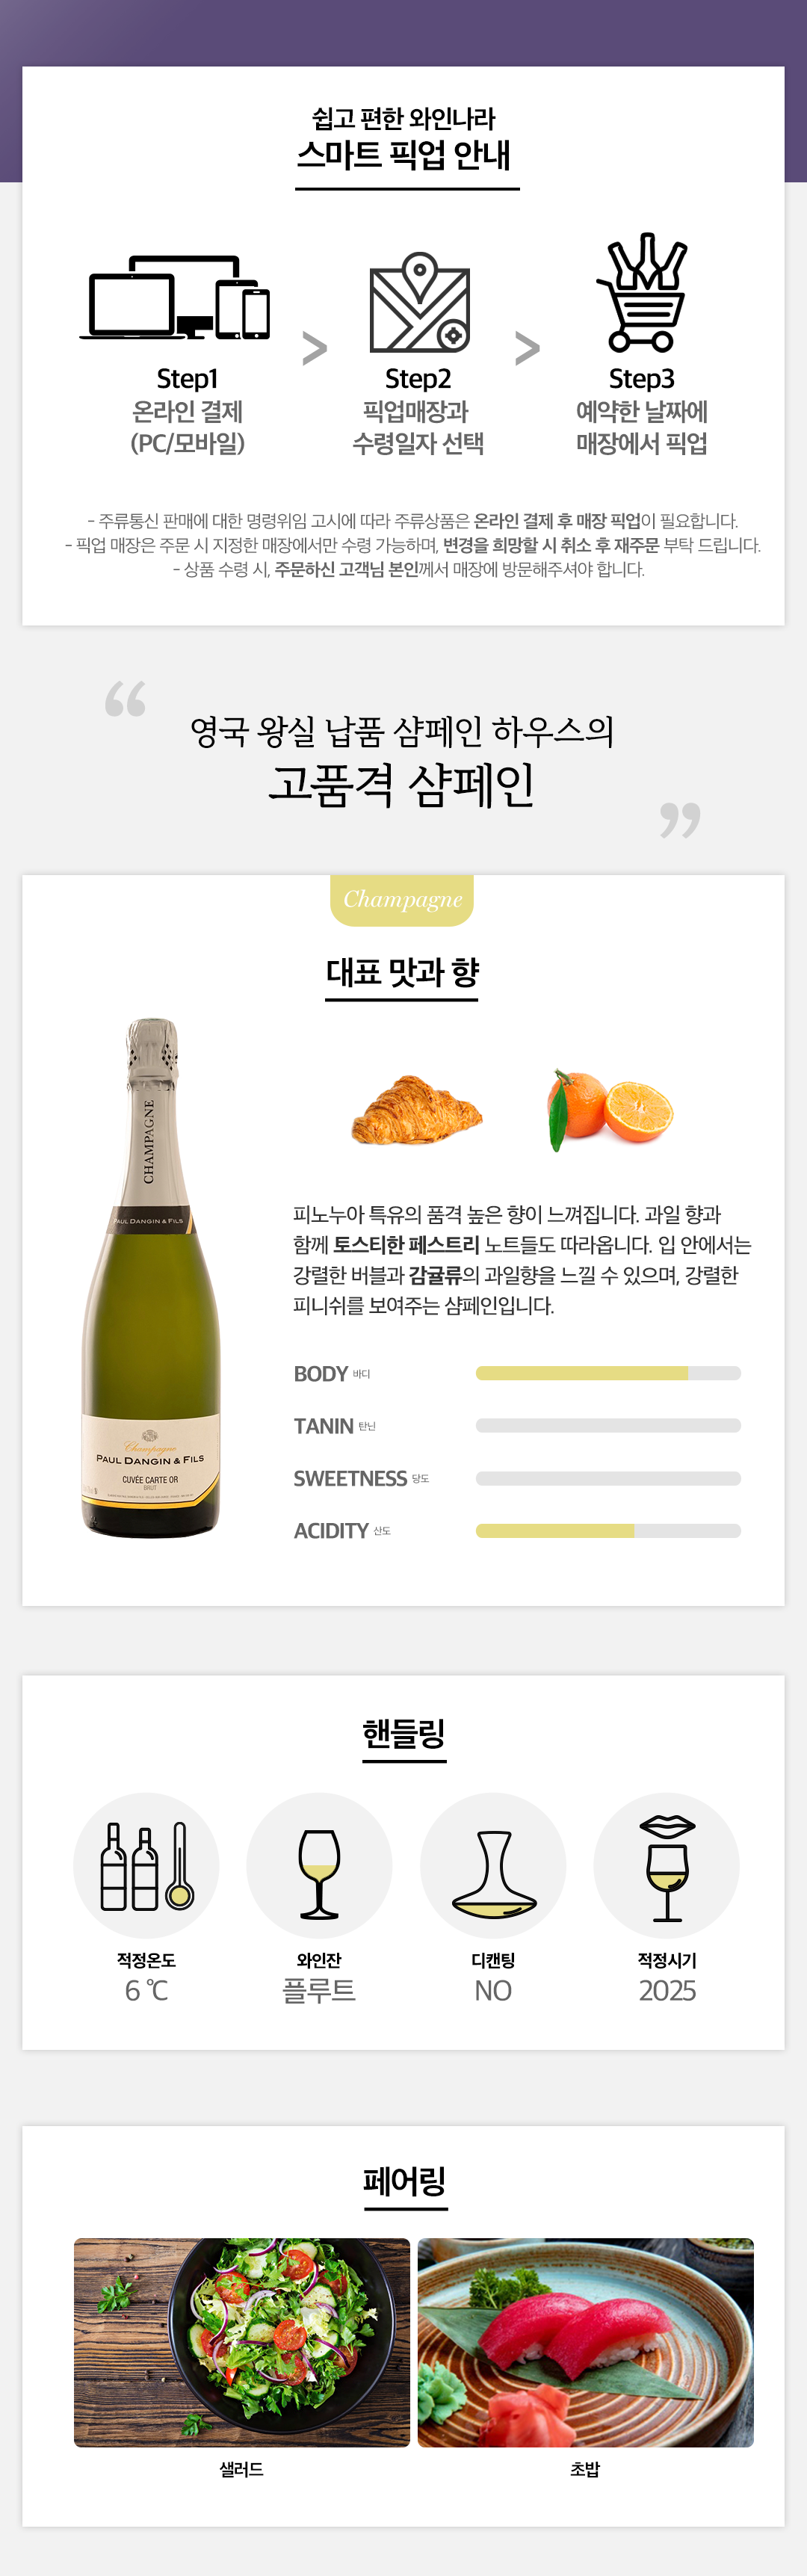 쉽고 편한 와인나라
스마트 픽업 안내
Step1
온라인 결제
(PC/모바일)
>
Step2
픽업매장과
수령일자 선택
>
Step3
예약한 날짜에
매장에서 픽업
- 주류통신 판매에 대한 명령위임 고시에 따라 주류상품은 온라인 결제 후 매장 픽업이 필요합니다.
- 픽업 매장은 주문 시 지정한 매장에서만 수령 가능하며, 변경을 희망할 시 취소 후 재주문 부탁 드립니다.
- 상품 수령 시, 주문하신 고객님 본인께서 매장에 방문해주셔야 합니다.
“
영국 왕실 납품 샴페인 하우스의
고품격 샴페인
”
Champagne
대표 맛과 향
CHAMPAGNE
PAUL DANGIN & FILS
Champagne
PAUL DANGIN & FILS
CUVÉE CARTE OR
BRUT
피노누아 특유의 품격 높은 향이 느껴집니다. 과일 향과
함께 토스티한 페스트리 노트들도 따라옵니다. 입 안에서는
강렬한 버블과 감귤류의 과일향을 느낄 수 있으며, 강렬한
피니쉬를 보여주는 샴페인입니다.
BODY 바디
TANIN 탄닌
SWEETNESS 당도
ACIDITY 산도
핸들링
적정온도
6 ℃
와인잔
플루트
디캔팅
NO
적정시기
2025
페어링
샐러드
초밥